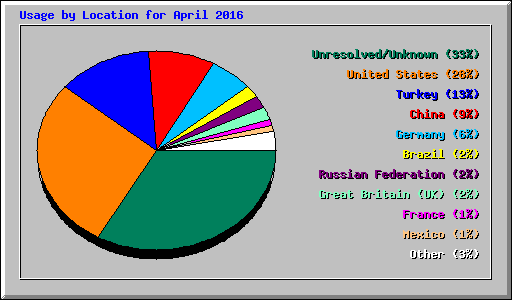 Usage by Location for April 2016
Unresolved/Unknown (33%)
United States (28%)
Turkey (13%)
China (9%)
Germany (6%)
Brazil (2%)
Russian Federation (2%)
Great Britain (UK) (2%)
France (1%)
Mexico (1%)
Other (3%)